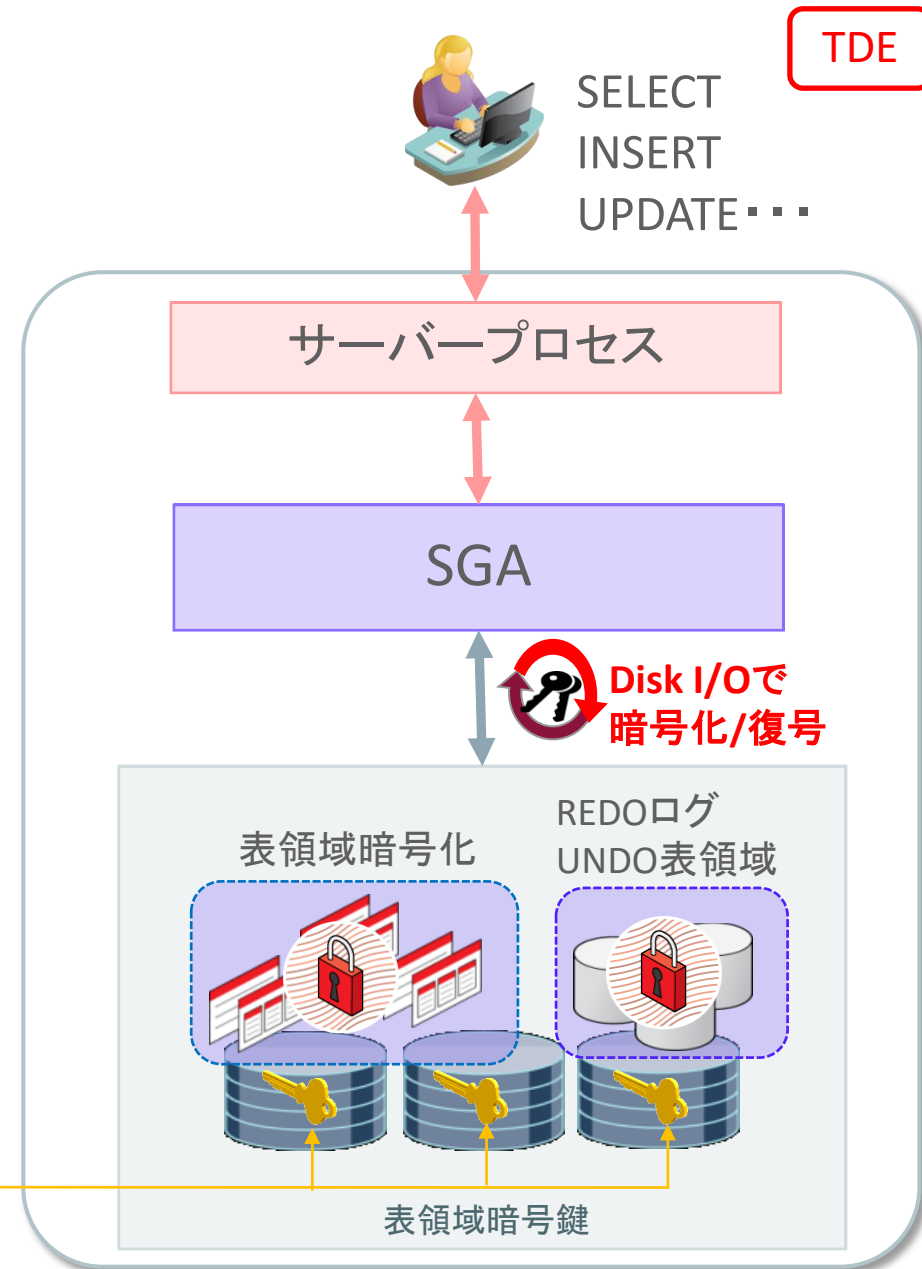 TDE
SELECT
INSERT
UPDATE・・・
サーバープロセス
SGA
Disk I/Oで
暗号化/復号
表領域暗号化
REDOログ
UNDO表領域
表領域暗号鍵